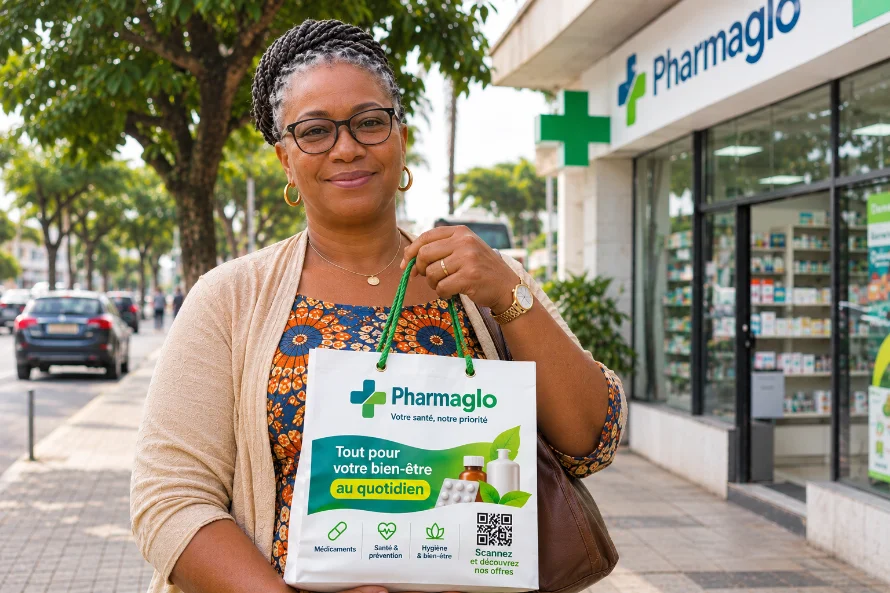 Pharmaglo
Pharmaglo
Votre santé, notre priorité
Tout pour
votre bien-être
au quotidien
Médicaments
Santé &
prévention
Hygiène
& bien-être
Scannez
et découvrez
nos offres